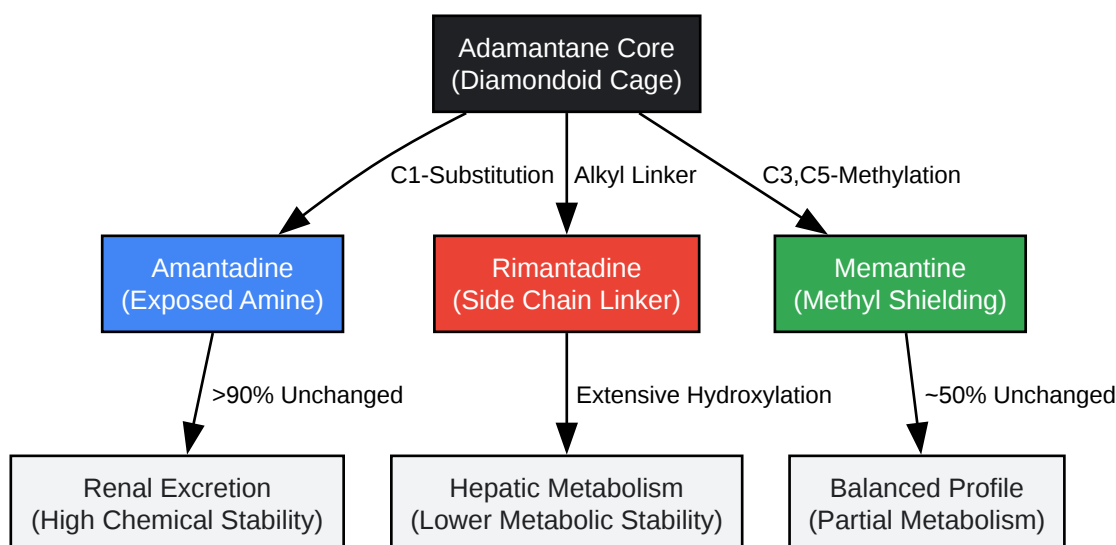 Adamantane Core
(Diamondoid Cage)
C1-Substitution
Alkyl Linker
C3,C5-Methylation
Amantadine
(Exposed Amine)
Rimantadine
(Side Chain Linker)
Memantine
(Methyl Shielding)
>90% Unchanged
Extensive Hydroxylation
~50% Unchanged
Renal Excretion
(High Chemical Stability)
Hepatic Metabolism
(Lower Metabolic Stability)
Balanced Profile
(Partial Metabolism)